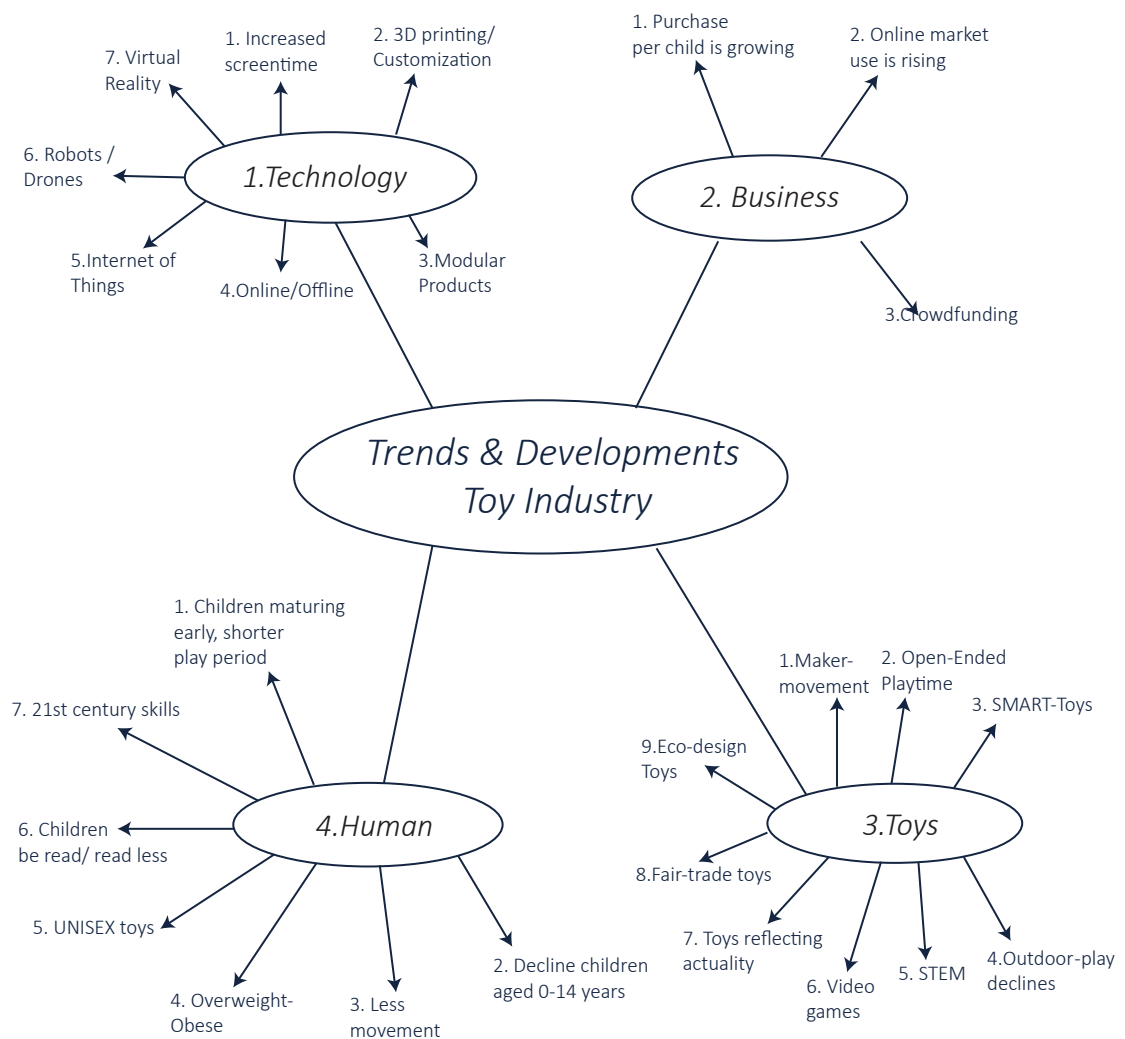 1. Increased
screentime
2. 3D printing/
Customization
7. Virtual
Reality
6. Robots /
Drones
1.Technology
5.Internet of
Things
4.Online/Offline
3.Modular
Products
1. Purchase
per child is growing
2. Online market
use is rising
2. Business
3.Crowdfunding
Trends & Developments
Toy Industry
1. Children maturing
early, shorter
play period
7. 21st century skills
6. Children
be read/ read less
4.Human
5. UNISEX toys
4. Overweight-
Obese
3. Less
movement
2. Decline children
aged 0-14 years
1.Maker-
movement
2. Open-Ended
Playtime
3. SMART-Toys
9.Eco-design
Toys
3.Toys
8.Fair-trade toys
7. Toys reflecting
actuality
6. Video
games
5. STEM
4.Outdoor-play
declines